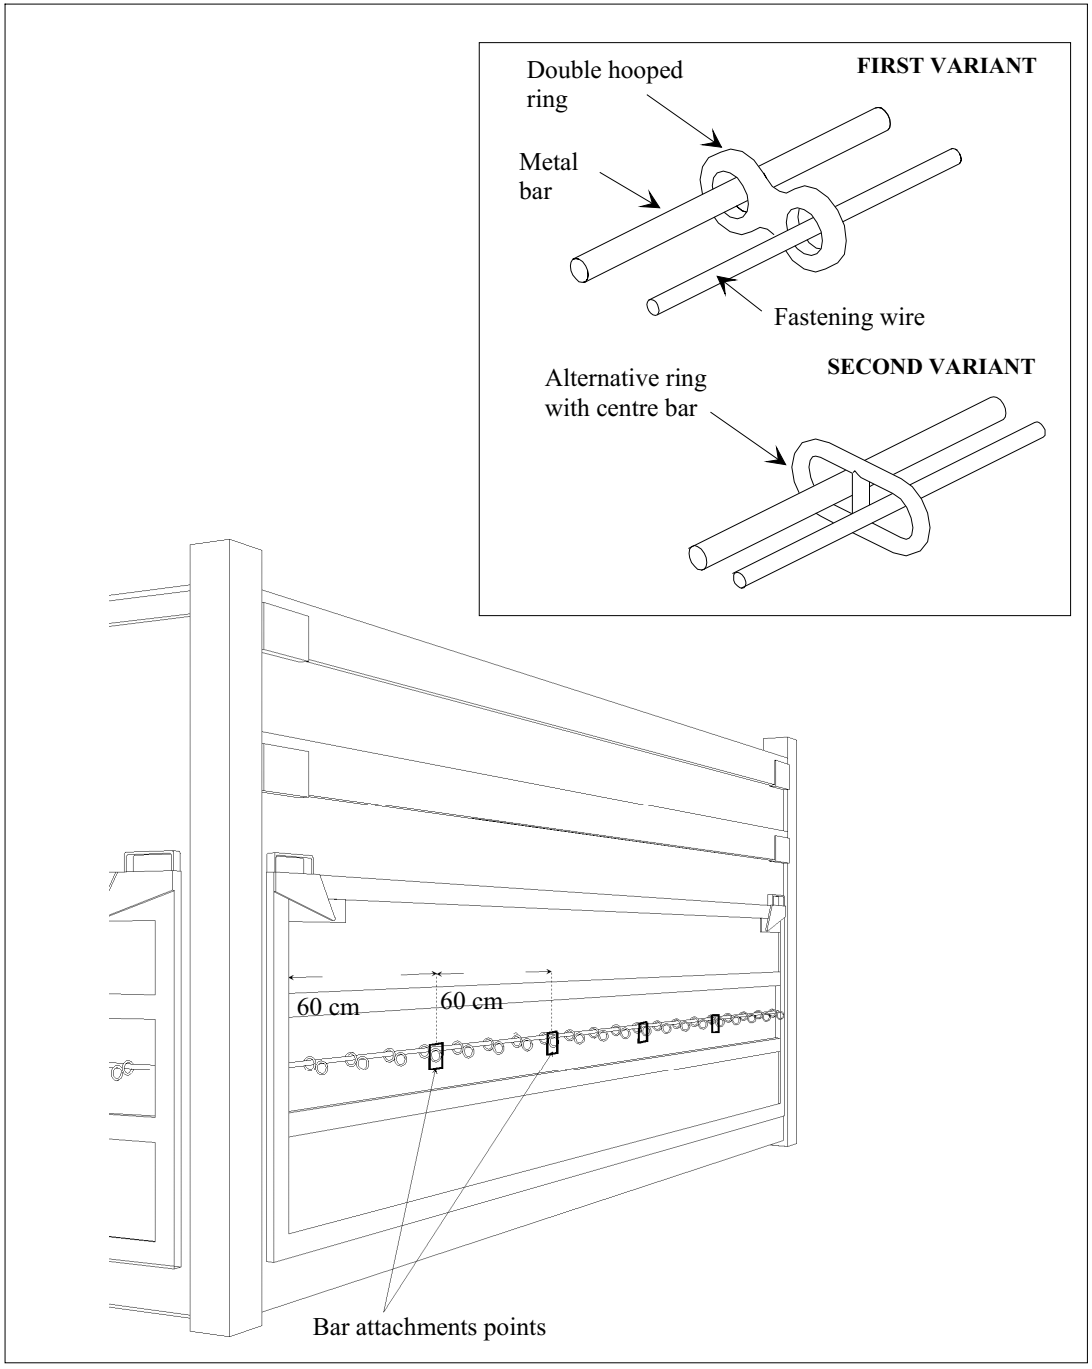 FIRST VARIANT
Double hooped
ring
Metal
bar
Fastening wire
SECOND VARIANT
Alternative ring
with centre bar
60 cm
60 cm
Bar attachments points